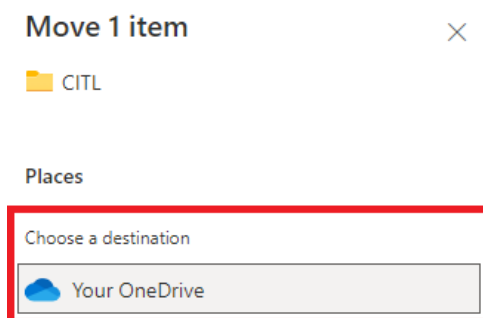 Move 1 item
CITL
Places
Choose a destination
Your OneDrive